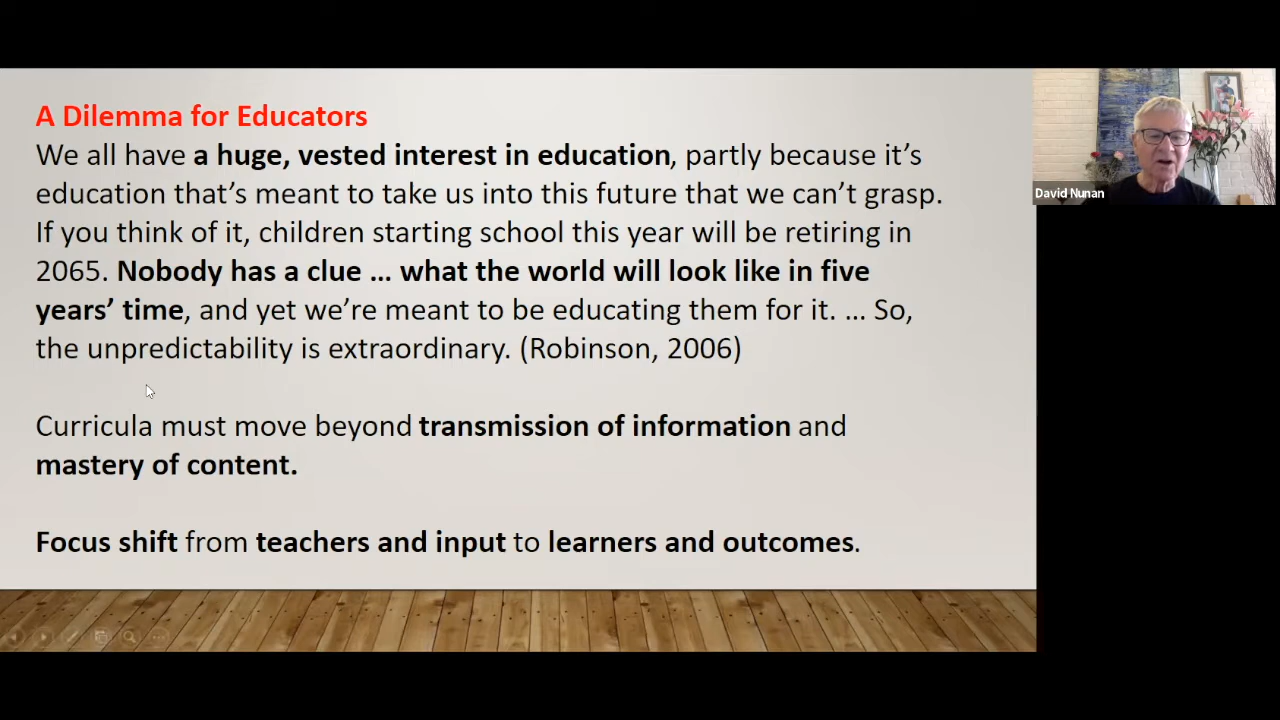 A Dilemma for Educators
We all have a huge, vested interest in education, partly because it’s
education that’s meant to take us into this future that we can’t grasp.
If you think of it, children starting school this year will be retiring in
2065. Nobody has a clue … what the world will look like in five
years’ time, and yet we’re meant to be educating them for it. … So,
the unpredictability is extraordinary. (Robinson, 2006)
Curricula must move beyond transmission of information and
mastery of content.
Focus shift from teachers and input to learners and outcomes.
David Nunan